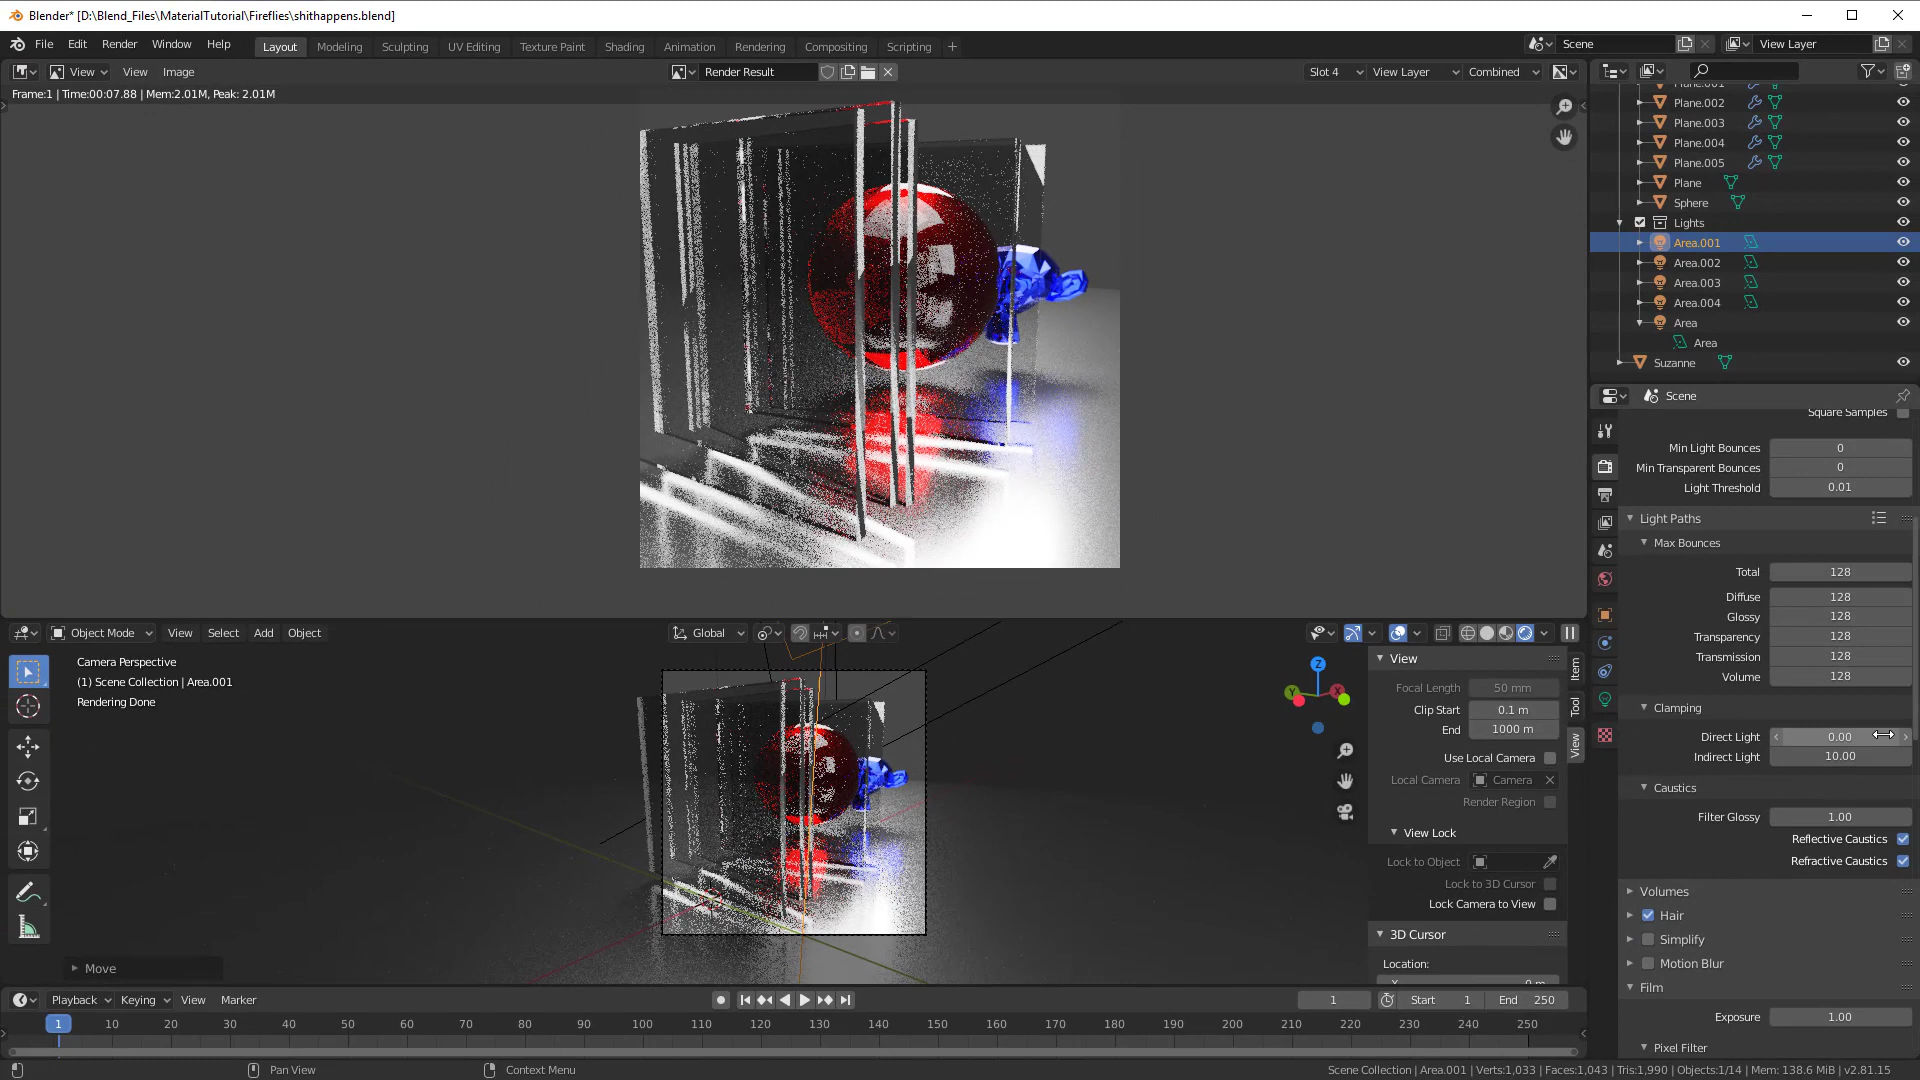 Blender* [D:\Blend_Files\MaterialTutorial\Fireflies\shithappens.blend]
File Edit Render Window Help Layout Modeling Sculpting UV Editing Texture Paint Shading Animation Rendering Compositing Scripting + Scene View Layer
View View Image Render Result Slot 4 View Layer Combined
Frame:1 | Time:00:07.88 | Mem:2.01M, Peak: 2.01M
Plane.002
Plane.003
Plane.004
Plane.005
Plane
Sphere
Lights
Area.001
Area.002
Area.003
Area.004
Area
Area
Suzanne
Scene
Square Samples
Min Light Bounces 0
Min Transparent Bounces 0
Light Threshold 0.01
Light Paths
Max Bounces
Total 128
Diffuse 128
Glossy 128
Transparency 128
Transmission 128
Volume 128
Clamping
Direct Light 0.00
Indirect Light 10.00
Caustics
Filter Glossy 1.00
Reflective Caustics
Refractive Caustics
Volumes
Hair
Simplify
Motion Blur
Film
Exposure 1.00
Pixel Filter
Object Mode View Select Add Object Global
Camera Perspective
(1) Scene Collection | Area.001
Rendering Done
Z
Y
X
Move
View
Focal Length 50 mm
Clip Start 0.1 m
End 1000 m
Use Local Camera
Local Camera Camera
Render Region
View Lock
Lock to Object
Lock to 3D Cursor
Lock Camera to View
3D Cursor
Location:
Item
Tool
View
Playback Keying View Marker 1 Start 1 End 250
1 10 20 30 40 50 60 70 80 90 100 110 120 130 140 150 160 170 180 190 200 210 220 230 240 250
Pan View Context Menu Scene Collection | Area.001 | Verts:1,033 | Faces:1,043 | Tris:1,990 | Objects:1/14 | Mem: 138.6 MiB | v2.81.15